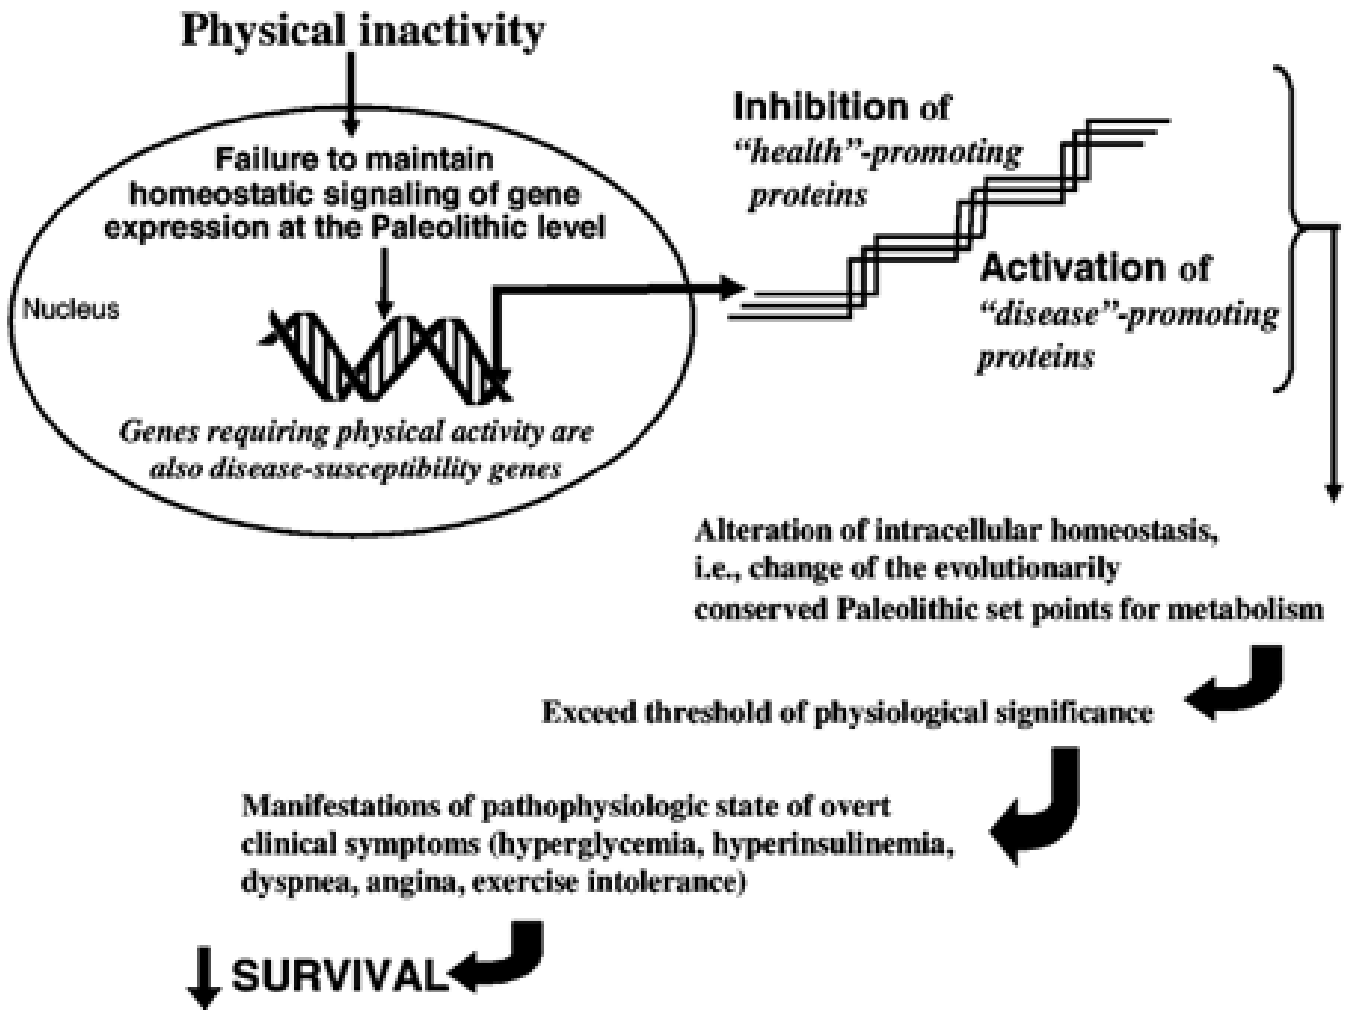 Physical inactivity
Failure to maintain
homeostatic signaling of gene
expression at the Paleolithic level
Nucleus
Genes requiring physical activity are
also disease-susceptibility genes
Inhibition of
“health”-promoting
proteins
Activation of
“disease”-promoting
proteins
Alteration of intracellular homeostasis,
i.e., change of the evolutionarily
conserved Paleolithic set points for metabolism
Exceed threshold of physiological significance
Manifestations of pathophysiologic state of overt
clinical symptoms (hyperglycemia, hyperinsulinemia,
dyspnea, angina, exercise intolerance)
↓ SURVIVAL